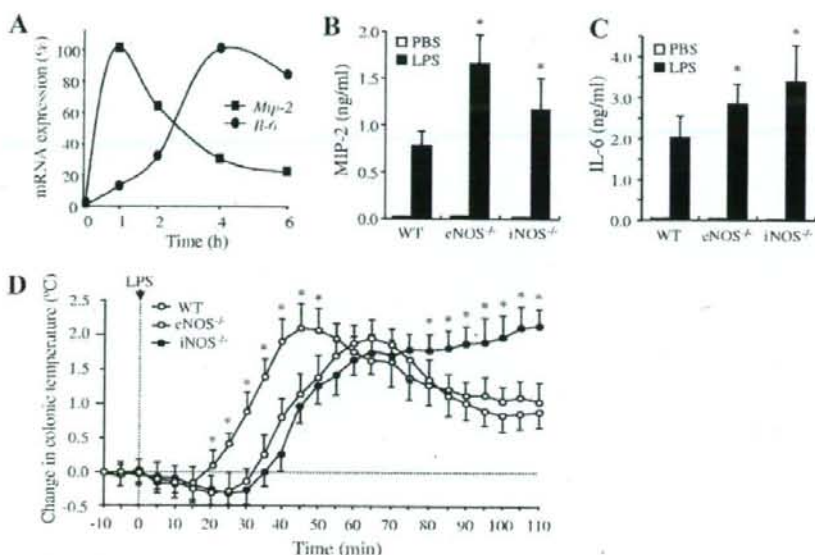 A
mRNA expression (%)
100
80
60
40
20
0
Mip-2
Il-6
0 1 2 4 6
Time (h)
B
PBS
LPS
MIP-2 (ng/ml)
2.0
1.5
1.0
0.5
0.0
WT eNOS-/- iNOS-/-
*
*
C
PBS
LPS
IL-6 (ng/ml)
4.0
3.0
2.0
1.0
0.0
WT eNOS-/- iNOS-/-
*
*
D
LPS
WT
eNOS-/-
iNOS-/-
Change in colonic temperature (°C)
2.5
2.0
1.5
1.0
0.5
0.0
-0.5
* * * * * * *
* * * * * * *
-10 0 10 20 30 40 50 60 70 80 90 100 110
Time (min)